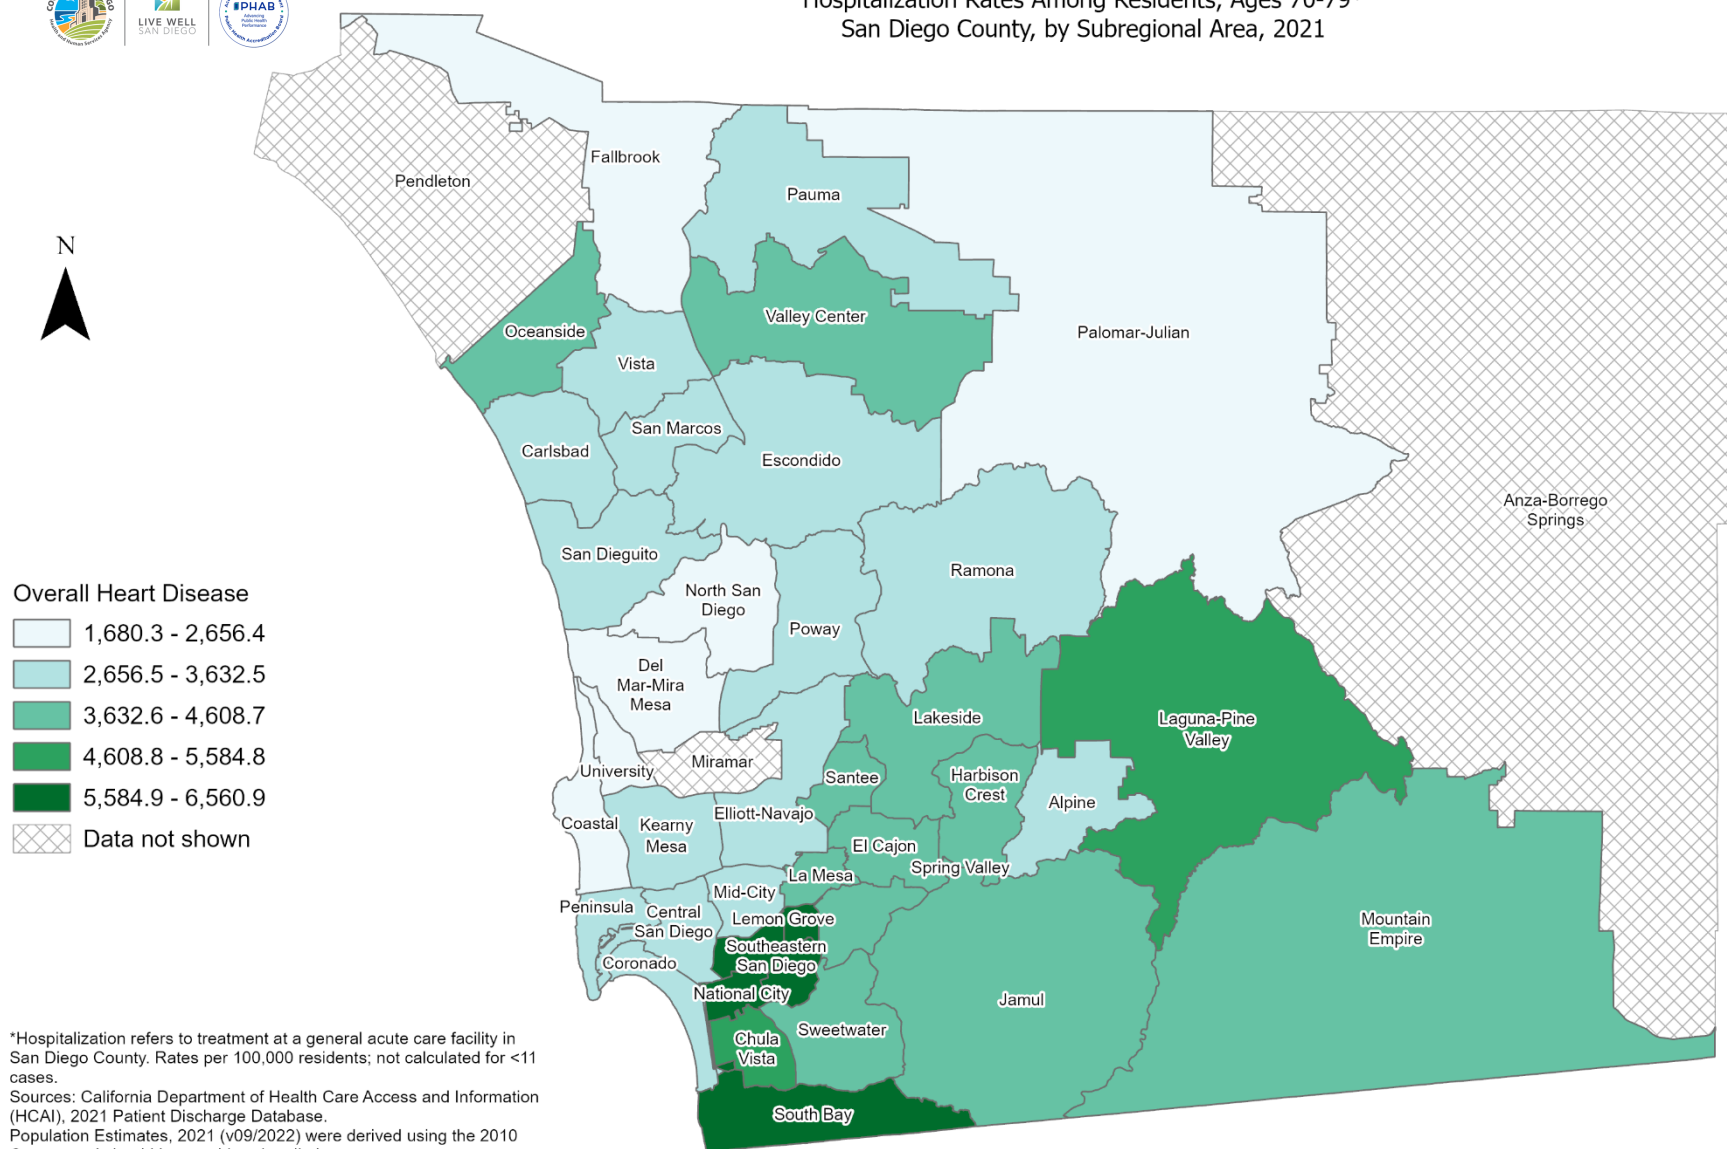 LIVE WELL
SAN DIEGO
PHAB
Advancing
Public Health
Performance
Hospitalization Rates Among Residents, Ages 70-79*
San Diego County, by Subregional Area, 2021
N
Pendleton
Fallbrook
Pauma
Oceanside
Valley Center
Palomar-Julian
Vista
San Marcos
Carlsbad
Escondido
Anza-Borrego
Springs
San Dieguito
Ramona
North San
Diego
Poway
Del
Mar-Mira
Mesa
Lakeside
Laguna-Pine
Valley
University
Miramar
Santee
Harbison
Crest
Alpine
Coastal
Kearny
Mesa
Elliott-Navajo
El Cajon
La Mesa
Spring Valley
Peninsula
Central
San Diego
Mid-City
Lemon Grove
Mountain
Empire
Southeastern
San Diego
Coronado
National City
Jamul
Chula
Vista
Sweetwater
South Bay
Overall Heart Disease
1,680.3 - 2,656.4
2,656.5 - 3,632.5
3,632.6 - 4,608.7
4,608.8 - 5,584.8
5,584.9 - 6,560.9
Data not shown
*Hospitalization refers to treatment at a general acute care facility in
San Diego County. Rates per 100,000 residents; not calculated for <11
cases.
Sources: California Department of Health Care Access and Information
(HCAI), 2021 Patient Discharge Database.
Population Estimates, 2021 (v09/2022) were derived using the 2010